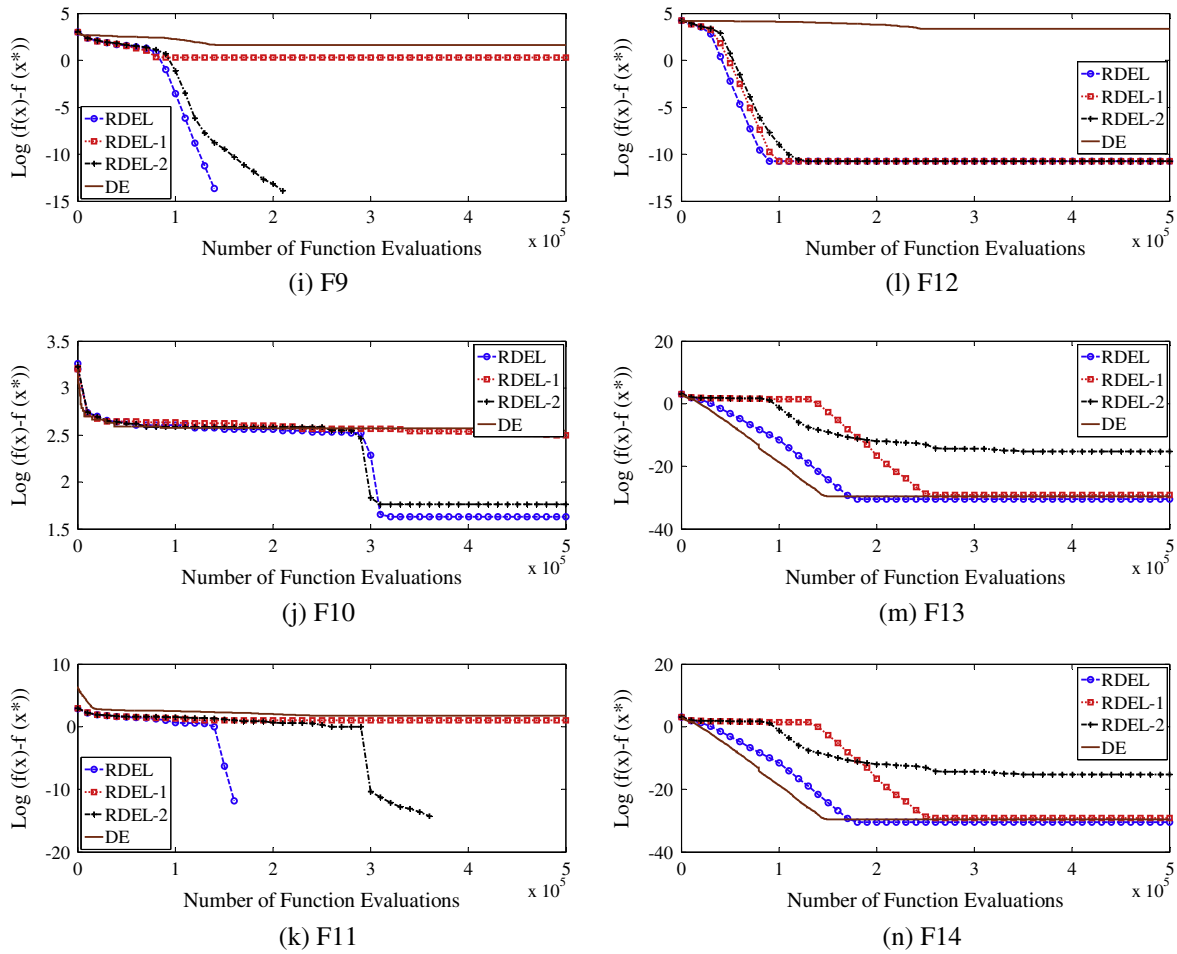 5
0
-5
-10
-15
Log (f(x)-f (x*))
RDEL
RDEL-1
RDEL-2
DE
0 1 2 3 4 5
x 10^5
Number of Function Evaluations
(i) F9
5
0
-5
-10
-15
Log (f(x)-f (x*))
RDEL
RDEL-1
RDEL-2
DE
0 1 2 3 4 5
x 10^5
Number of Function Evaluations
(l) F12
3.5
3
2.5
2
1.5
Log (f(x)-f (x*))
RDEL
RDEL-1
RDEL-2
DE
0 1 2 3 4 5
x 10^5
Number of Function Evaluations
(j) F10
20
0
-20
-40
Log (f(x)-f (x*))
RDEL
RDEL-1
RDEL-2
DE
0 1 2 3 4 5
x 10^5
Number of Function Evaluations
(m) F13
10
0
-10
-20
Log (f(x)-f (x*))
RDEL
RDEL-1
RDEL-2
DE
0 1 2 3 4 5
x 10^5
Number of Function Evaluations
(k) F11
20
0
-20
-40
Log (f(x)-f (x*))
RDEL
RDEL-1
RDEL-2
DE
0 1 2 3 4 5
x 10^5
Number of Function Evaluations
(n) F14